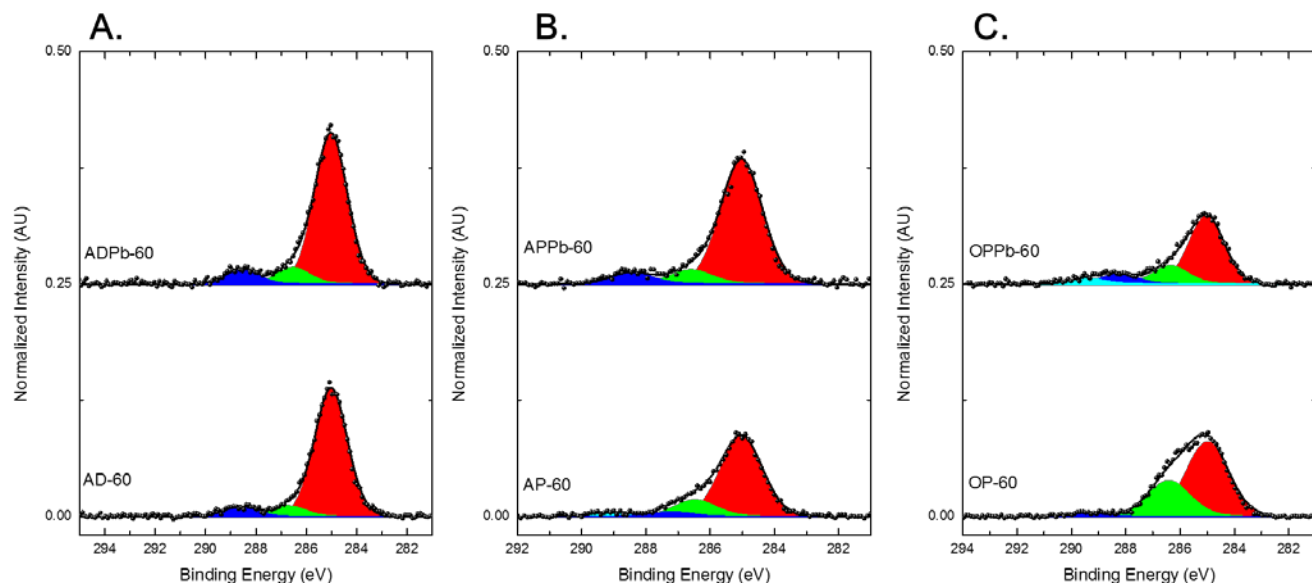 A.
B.
C.
0.50
0.50
0.50
Normalized Intensity (AU)
Normalized Intensity (AU)
Normalized Intensity (AU)
ADPb-60
APPb-60
OPPb-60
0.25
0.25
0.25
AD-60
AP-60
OP-60
0.00
0.00
0.00
294 292 290 288 286 284 282
292 290 288 286 284 282
294 292 290 288 286 284 282
Binding Energy (eV)
Binding Energy (eV)
Binding Energy (eV)